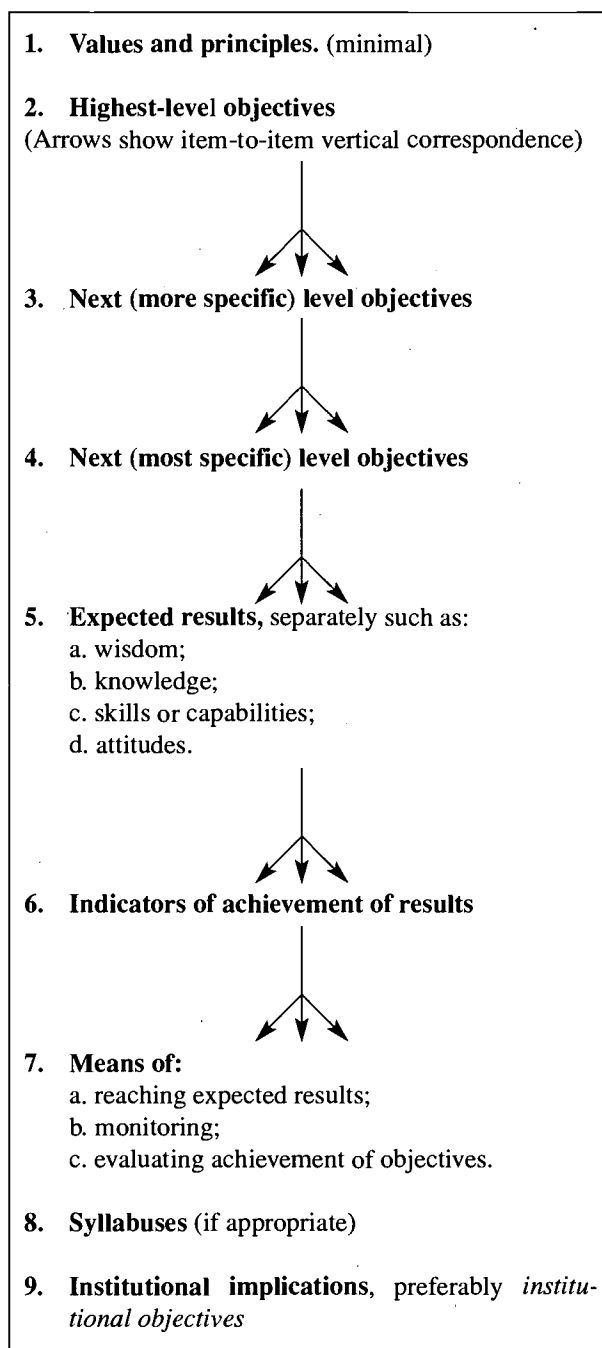 1. Values and principles. (minimal)
2. Highest-level objectives
(Arrows show item-to-item vertical correspondence)
3. Next (more specific) level objectives
4. Next (most specific) level objectives
5. Expected results, separately such as:
a. wisdom;
b. knowledge;
c. skills or capabilities;
d. attitudes.
6. Indicators of achievement of results
7. Means of:
a. reaching expected results;
b. monitoring;
c. evaluating achievement of objectives.
8. Syllabuses (if appropriate)
9. Institutional implications, preferably institu-
tional objectives